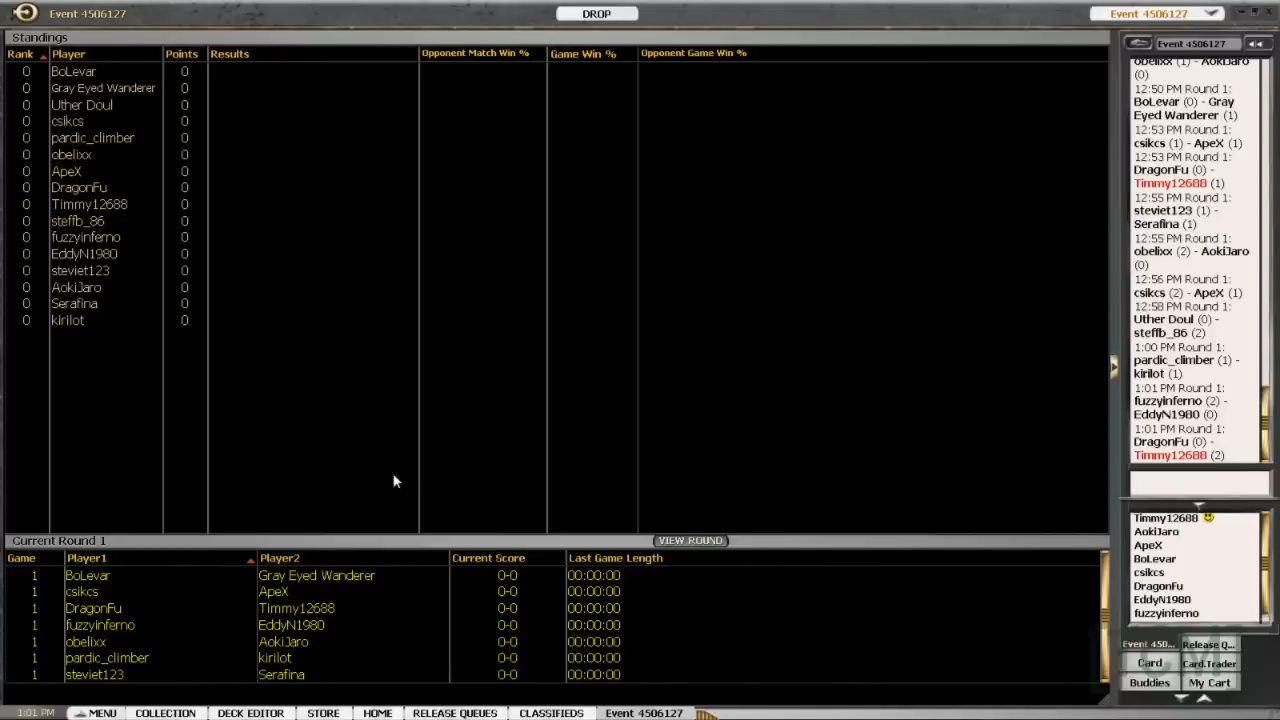 Event 4506127
DROP
Event 4506127
Standings
Rank Player Points Results Opponent Match Win % Game Win % Opponent Game Win %
0 BoLevar 0
0 Gray Eyed Wanderer 0
0 Uther Doul 0
0 csikcs 0
0 pardic_climber 0
0 obelixx 0
0 ApeX 0
0 DragonFu 0
0 Timmy12688 0
0 steffb_86 0
0 fuzzyinferno 0
0 EddyN1980 0
0 steviet123 0
0 AokiJaro 0
0 Serafina 0
0 kirilot 0
Current Round 1
VIEW ROUND
Game Player1 Player2 Current Score Last Game Length
1 BoLevar Gray Eyed Wanderer 0-0 00:00:00
1 csikcs ApeX 0-0 00:00:00
1 DragonFu Timmy12688 0-0 00:00:00
1 fuzzyinferno EddyN1980 0-0 00:00:00
1 obelixx AokiJaro 0-0 00:00:00
1 pardic_climber kirilot 0-0 00:00:00
1 steviet123 Serafina 0-0 00:00:00
Event 4506127
obelixx (1) - AokiJaro
(0)
12:50 PM Round 1:
BoLevar (0) - Gray
Eyed Wanderer (1)
12:53 PM Round 1:
csikcs (1) - ApeX (1)
12:53 PM Round 1:
DragonFu (0) -
Timmy12688 (1)
12:55 PM Round 1:
steviet123 (1) -
Serafina (1)
12:55 PM Round 1:
obelixx (2) - AokiJaro
(0)
12:56 PM Round 1:
csikcs (2) - ApeX (1)
12:58 PM Round 1:
Uther Doul (0) -
steffb_86 (2)
1:00 PM Round 1:
pardic_climber (1) -
kirilot (1)
1:01 PM Round 1:
fuzzyinferno (2) -
EddyN1980 (0)
1:01 PM Round 1:
DragonFu (0) -
Timmy12688 (2)
Timmy12688
AokiJaro
ApeX
BoLevar
csikcs
DragonFu
EddyN1980
fuzzyinferno
Event 450... Release Q...
Card Card.Trader
Buddies My Cart
1:01 PM MENU COLLECTION DECK EDITOR STORE HOME RELEASE QUEUES CLASSIFIEDS Event 4506127